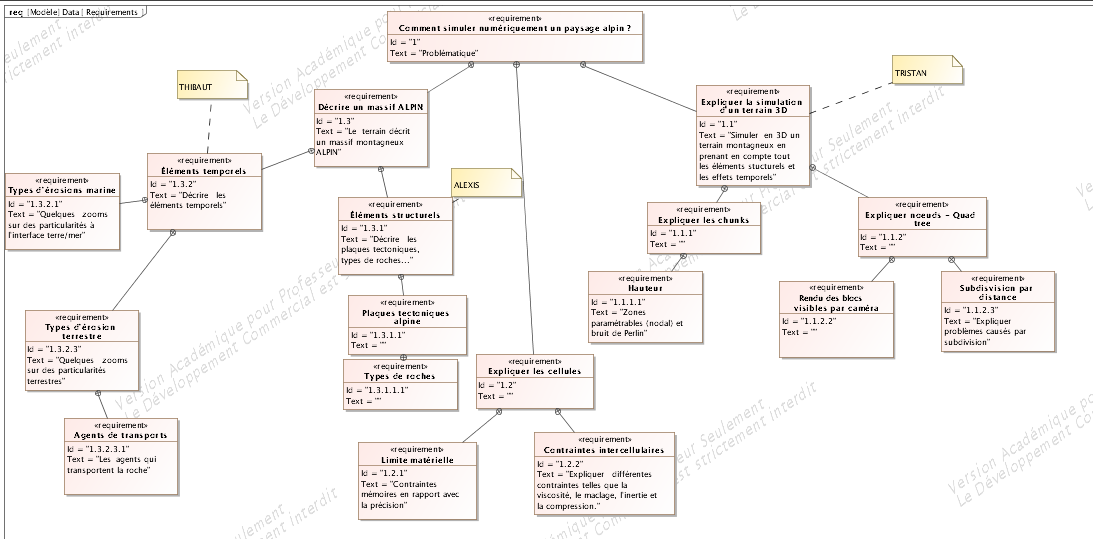 req [Modèle] Data [ Requirements ]
«requirement»
Comment simuler numériquement un paysage alpin ?
Id = "1"
Text = "Problématique"
THIBAUT
TRISTAN
«requirement»
Décrire un massif ALPIN
Id = "1.3"
Text = "Le terrain décrit
un massif montagneux
ALPIN"
«requirement»
Expliquer la simulation
d'un terrain 3D
Id = "1.1"
Text = "Simuler en 3D un
terrain montagneux en
prenant en compte tout
les éléments stucturels et
les effets temporels"
«requirement»
Éléments temporels
Id = "1.3.2"
Text = "Décrire les
éléments temporels"
«requirement»
Types d'érosions marine
Id = "1.3.2.1"
Text = "Quelques zooms
sur des particularités à
l'interface terre/mer"
ALEXIS
«requirement»
Éléments structurels
Id = "1.3.1"
Text = "Décrire les
plaques tectoniques,
types de roches..."
«requirement»
Expliquer les chunks
Id = "1.1.1"
Text = ""
«requirement»
Expliquer nœuds - Quad
tree
Id = "1.1.2"
Text = ""
«requirement»
Hauteur
Id = "1.1.1.1"
Text = "Zones
paramétrables (nodal) et
bruit de Perlin"
«requirement»
Rendu des blocs
visibles par caméra
Id = "1.1.2.2"
Text = ""
«requirement»
Subdisvision par
distance
Id = "1.1.2.3"
Text = "Expliquer
problèmes causés par
subdivision"
«requirement»
Types d'érosion
terrestre
Id = "1.3.2.3"
Text = "Quelques zooms
sur des particularités
terrestres"
«requirement»
Plaques tectoniques
alpine
Id = "1.3.1.1"
Text = ""
«requirement»
Types de roches
Id = "1.3.1.1.1"
Text = ""
«requirement»
Expliquer les cellules
Id = "1.2"
Text = ""
«requirement»
Agents de transports
Id = "1.3.2.3.1"
Text = "Les agents qui
transportent la roche"
«requirement»
Limite matérielle
Id = "1.2.1"
Text = "Contraintes
mémoires en rapport avec
la précision"
«requirement»
Contraintes intercellulaires
Id = "1.2.2"
Text = "Expliquer différentes
contraintes telles que la
viscosité, le maclage, l'inertie et
la compression."
Version Académique pour Professeur Seulement
Le Développement Commercial est strictement interdit